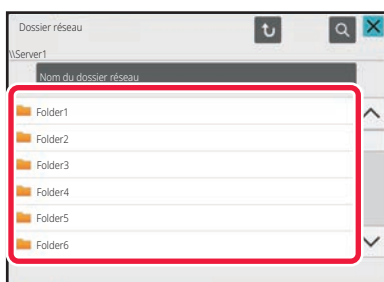 Dossier réseau
\\Server1
Nom du dossier réseau
Folder1
Folder2
Folder3
Folder4
Folder5
Folder6